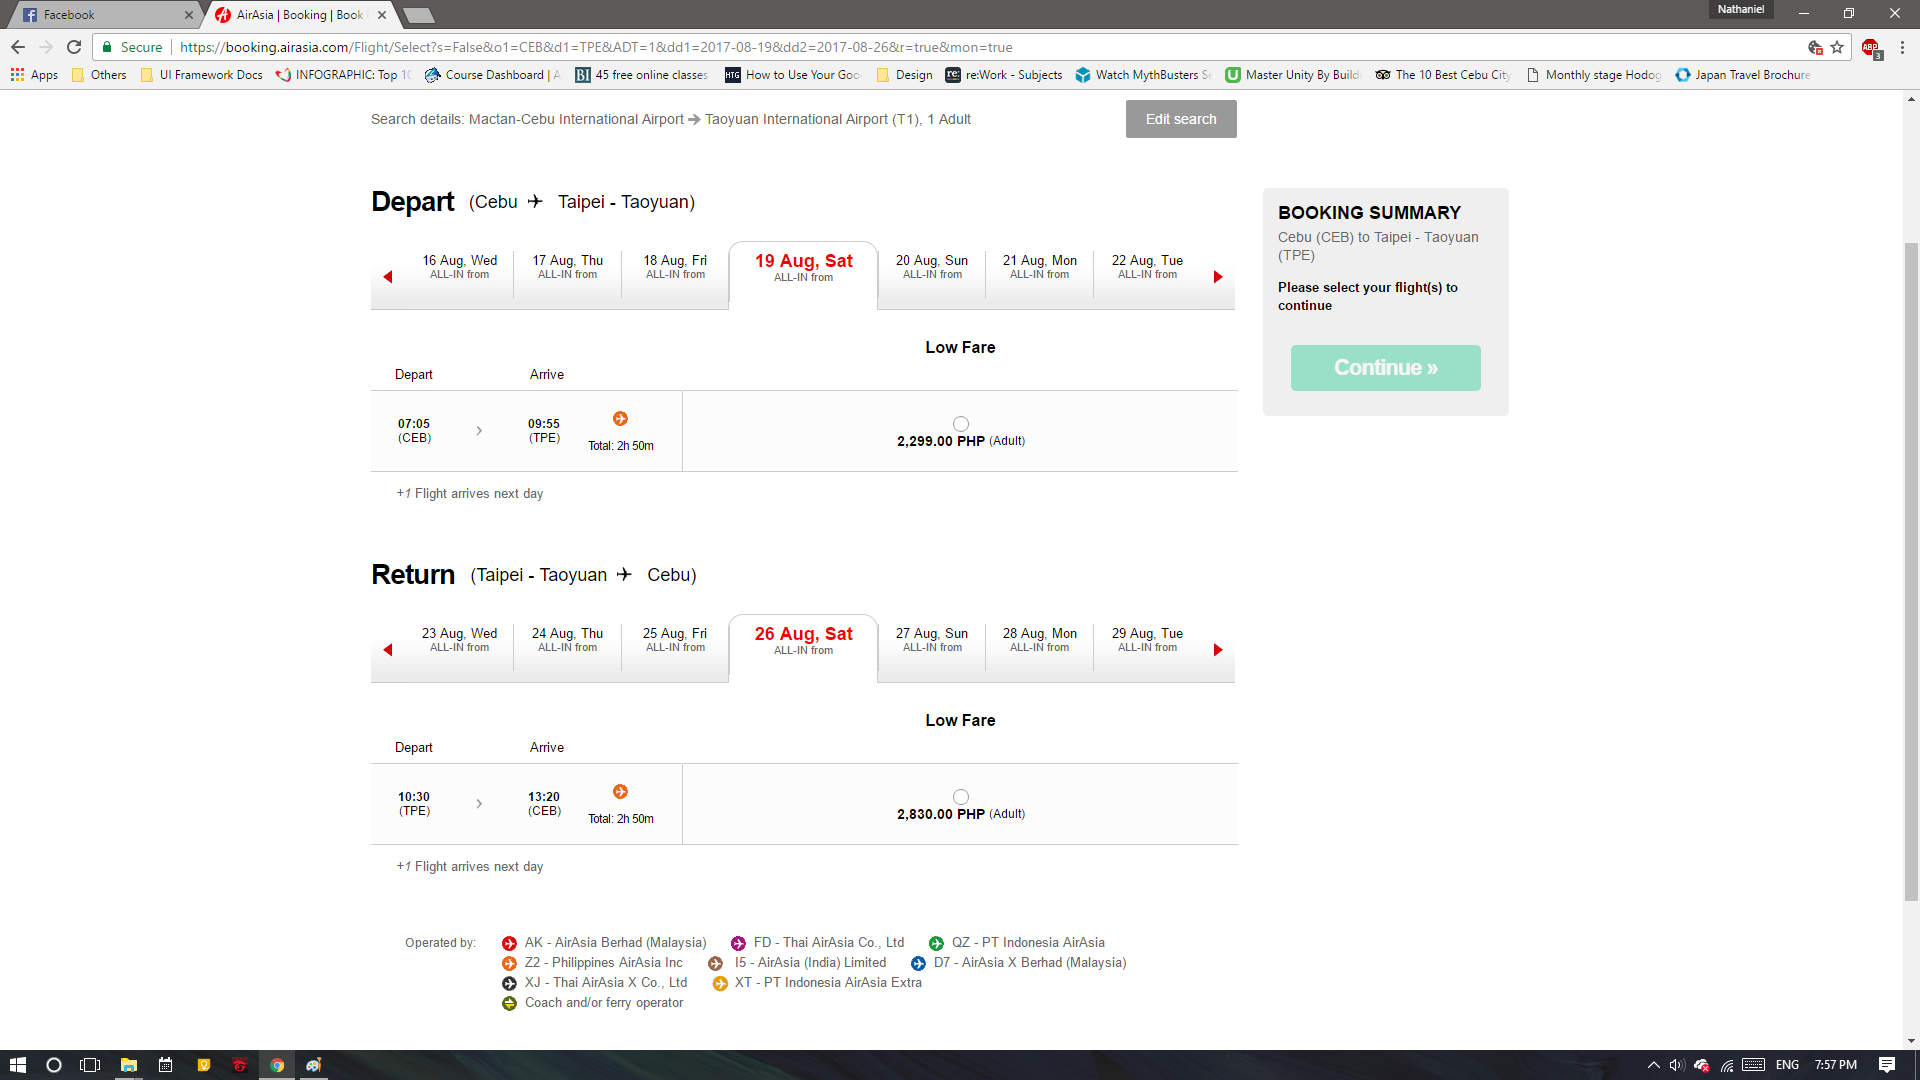 Facebook
AirAsia | Booking | Book
Nathaniel
Secure
https://booking.airasia.com/Flight/Select?s=False&o1=CEB&d1=TPE&ADT=1&dd1=2017-08-19&dd2=2017-08-26&r=true&mon=true
ABP
3
Apps
Others
UI Framework Docs
INFOGRAPHIC: Top 10
Course Dashboard | A
BI
45 free online classes
HTG
How to Use Your Goo
Design
re:
re:Work - Subjects
Watch MythBusters Se
Master Unity By Build
The 10 Best Cebu City
Monthly stage Hodog
Japan Travel Brochure
Search details: Mactan-Cebu International Airport ➔ Taoyuan International Airport (T1), 1 Adult
Edit search
Depart (Cebu ✈ Taipei - Taoyuan)
16 Aug, Wed
ALL-IN from
17 Aug, Thu
ALL-IN from
18 Aug, Fri
ALL-IN from
19 Aug, Sat
ALL-IN from
20 Aug, Sun
ALL-IN from
21 Aug, Mon
ALL-IN from
22 Aug, Tue
ALL-IN from
Low Fare
Depart Arrive
07:05
(CEB)
09:55
(TPE)
Total: 2h 50m
2,299.00 PHP (Adult)
+1 Flight arrives next day
BOOKING SUMMARY
Cebu (CEB) to Taipei - Taoyuan
(TPE)
Please select your flight(s) to
continue
Continue »
Return (Taipei - Taoyuan ✈ Cebu)
23 Aug, Wed
ALL-IN from
24 Aug, Thu
ALL-IN from
25 Aug, Fri
ALL-IN from
26 Aug, Sat
ALL-IN from
27 Aug, Sun
ALL-IN from
28 Aug, Mon
ALL-IN from
29 Aug, Tue
ALL-IN from
Low Fare
Depart Arrive
10:30
(TPE)
13:20
(CEB)
Total: 2h 50m
2,830.00 PHP (Adult)
+1 Flight arrives next day
Operated by: AK - AirAsia Berhad (Malaysia) FD - Thai AirAsia Co., Ltd QZ - PT Indonesia AirAsia
Z2 - Philippines AirAsia Inc I5 - AirAsia (India) Limited D7 - AirAsia X Berhad (Malaysia)
XJ - Thai AirAsia X Co., Ltd XT - PT Indonesia AirAsia Extra
Coach and/or ferry operator
ENG
7:57 PM